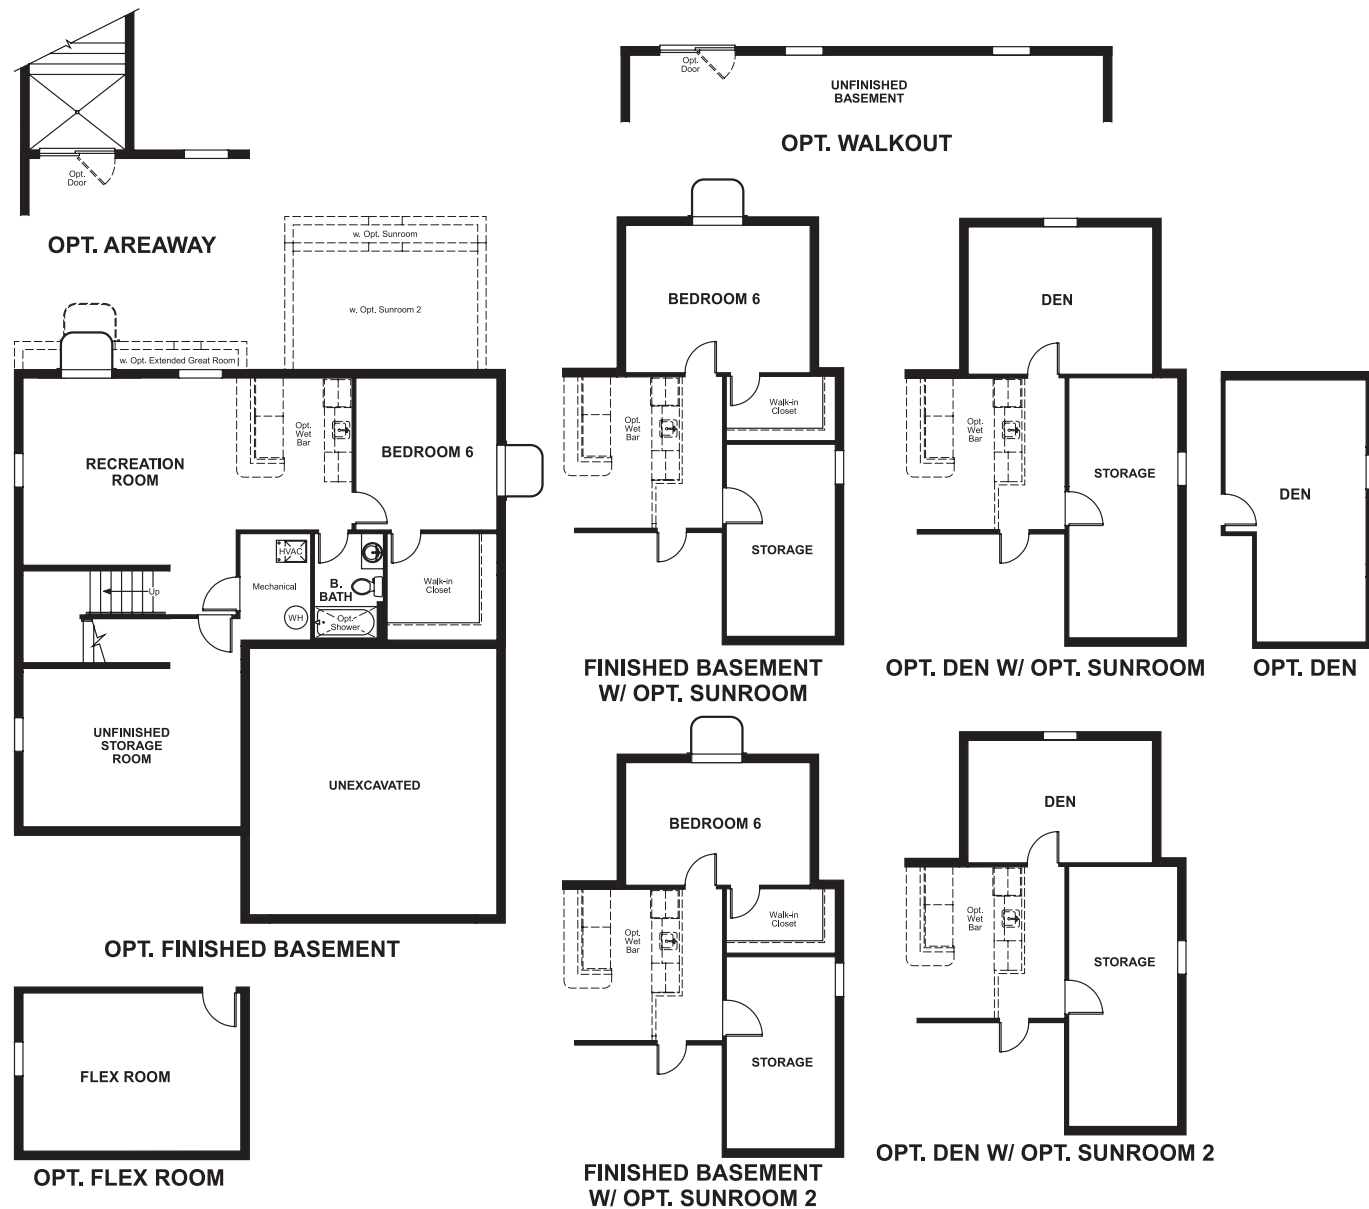 Opt.
Door
OPT. AREAWAY
Opt.
Door
UNFINISHED
BASEMENT
OPT. WALKOUT
w. Opt. Sunroom
w. Opt. Sunroom 2
w. Opt. Extended Great Room
RECREATION
ROOM
Opt.
Wet
Bar
BEDROOM 6
HVAC
Mechanical
WH
B.
BATH
Opt.
Shower
Walk-in
Closet
Up
UNFINISHED
STORAGE
ROOM
UNEXCAVATED
OPT. FINISHED BASEMENT
FLEX ROOM
OPT. FLEX ROOM
BEDROOM 6
Opt.
Wet
Bar
Walk-in
Closet
STORAGE
FINISHED BASEMENT
W/ OPT. SUNROOM
DEN
Opt.
Wet
Bar
STORAGE
OPT. DEN W/ OPT. SUNROOM
DEN
OPT. DEN
BEDROOM 6
Opt.
Wet
Bar
Walk-in
Closet
STORAGE
FINISHED BASEMENT
W/ OPT. SUNROOM 2
DEN
Opt.
Wet
Bar
STORAGE
OPT. DEN W/ OPT. SUNROOM 2